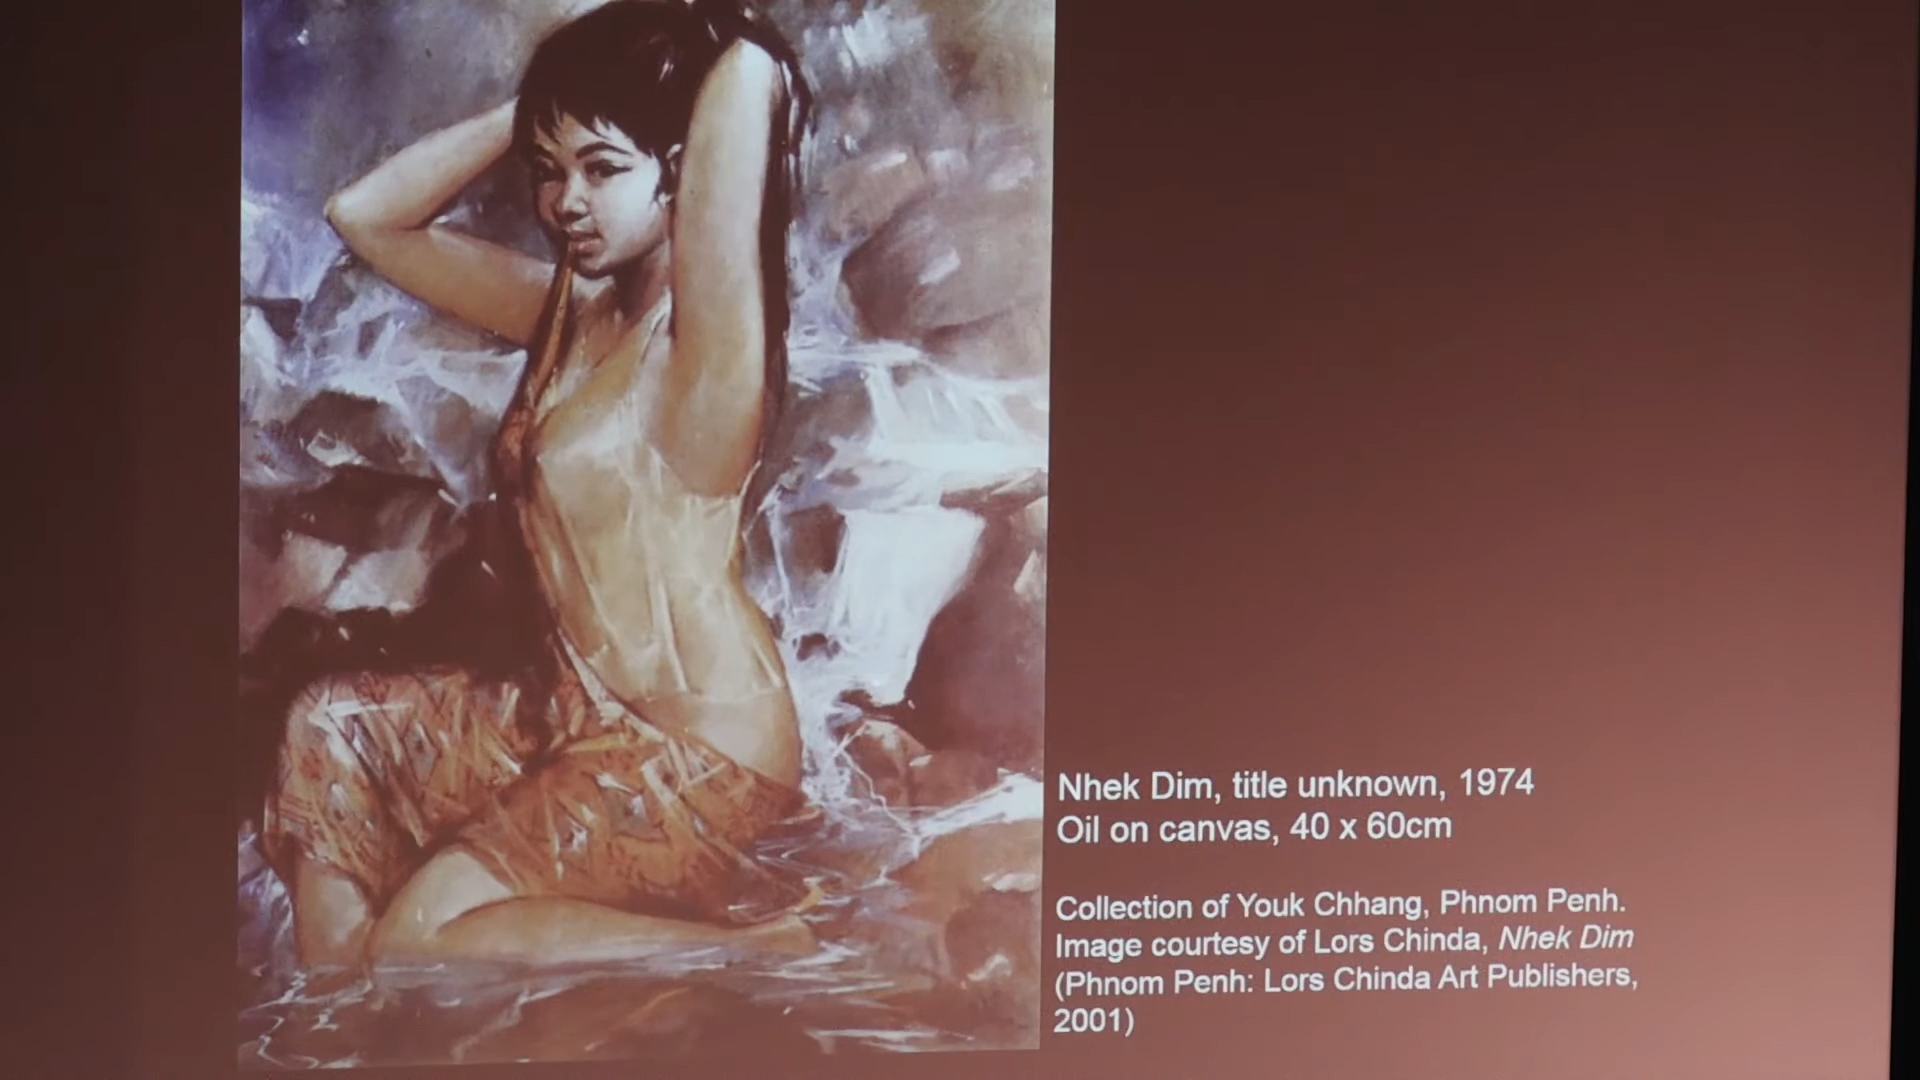 Nhek Dim, title unknown, 1974
Oil on canvas, 40 x 60cm
Collection of Youk Chhang, Phnom Penh.
Image courtesy of Lors Chinda, Nhek Dim
(Phnom Penh: Lors Chinda Art Publishers,
2001)